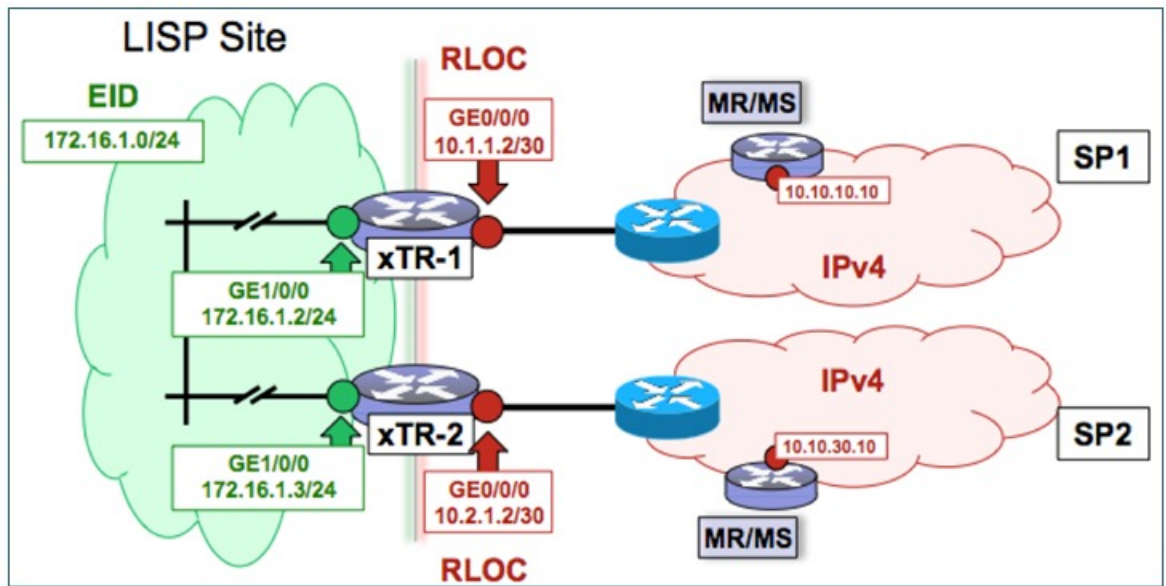 LISP Site
RLOC
EID
172.16.1.0/24
GE0/0/0
10.1.1.2/30
MR/MS
SP1
10.10.10.10
xTR-1
IPv4
GE1/0/0
172.16.1.2/24
IPv4
xTR-2
SP2
10.10.30.10
GE1/0/0
172.16.1.3/24
GE0/0/0
10.2.1.2/30
MR/MS
RLOC